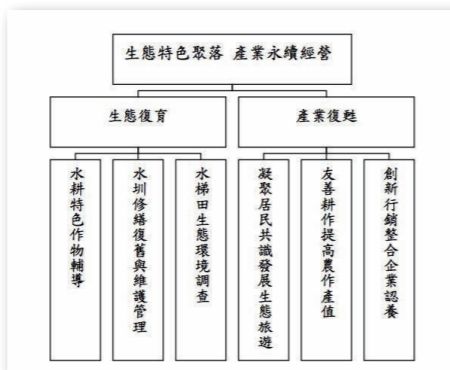 生態特色聚落 產業永續經營
生態復育
產業復甦
水耕特色作物輔導
水圳修繕復舊與維護管理
水梯田生態環境調查
凝聚居民共識發展生態旅遊
友善耕作提高農作產值
創新行銷整合企業認養